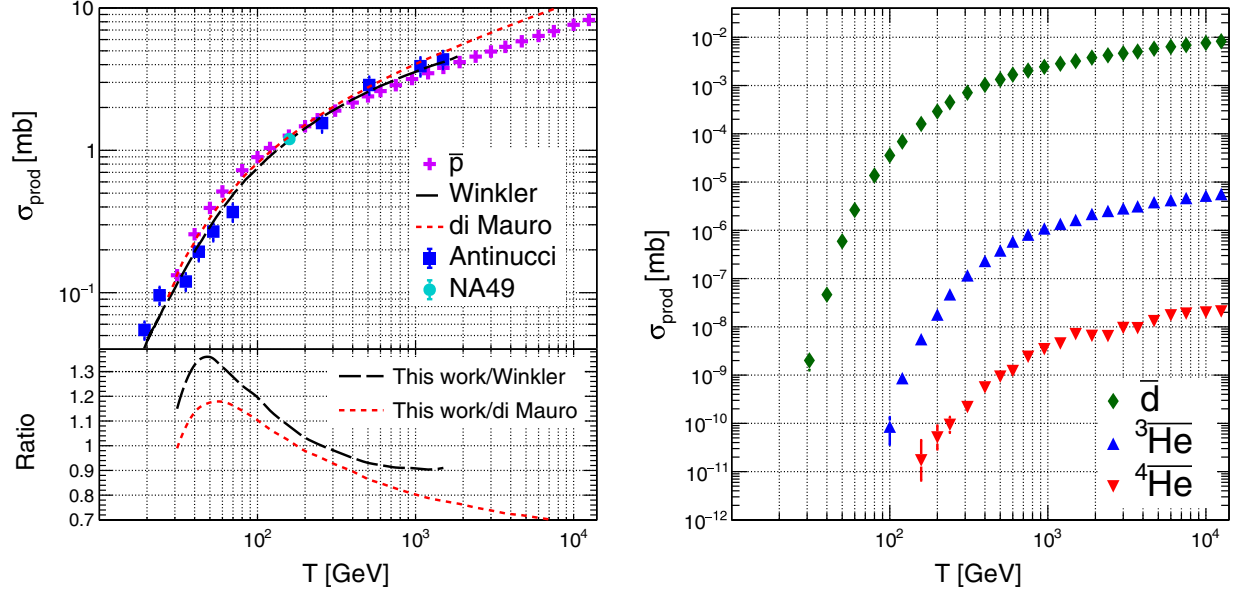 10
1
10⁻¹
σprod [mb]
p̅
Winkler
di Mauro
Antinucci
NA49
1.3
1.2
1.1
1
0.9
0.8
0.7
Ratio
This work/Winkler
This work/di Mauro
10² 10³ 10⁴
T [GeV]
10⁻²
10⁻³
10⁻⁴
10⁻⁵
10⁻⁶
10⁻⁷
10⁻⁸
10⁻⁹
10⁻¹⁰
10⁻¹¹
10⁻¹²
σprod [mb]
d̅
³H̅e̅
⁴H̅e̅
10² 10³ 10⁴
T [GeV]